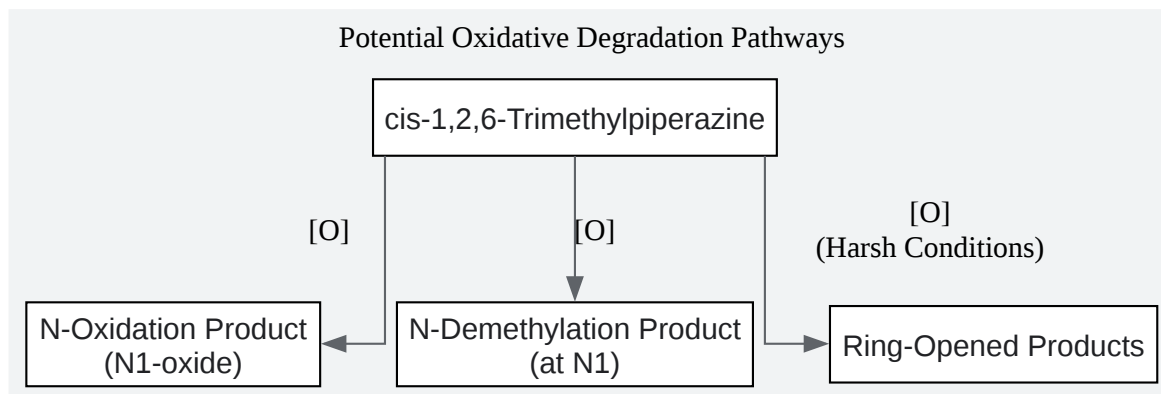 Potential Oxidative Degradation Pathways
cis-1,2,6-Trimethylpiperazine
[O]
[O]
[O]
(Harsh Conditions)
N-Oxidation Product
(N1-oxide)
N-Demethylation Product
(at N1)
Ring-Opened Products